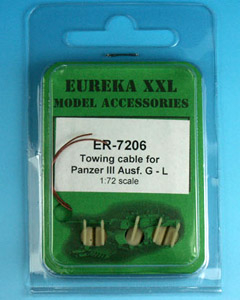 EUREKA XXL
MODEL ACCESSORIES
ER-7206
Towing cable for
Panzer III Ausf. G - L
1:72 scale